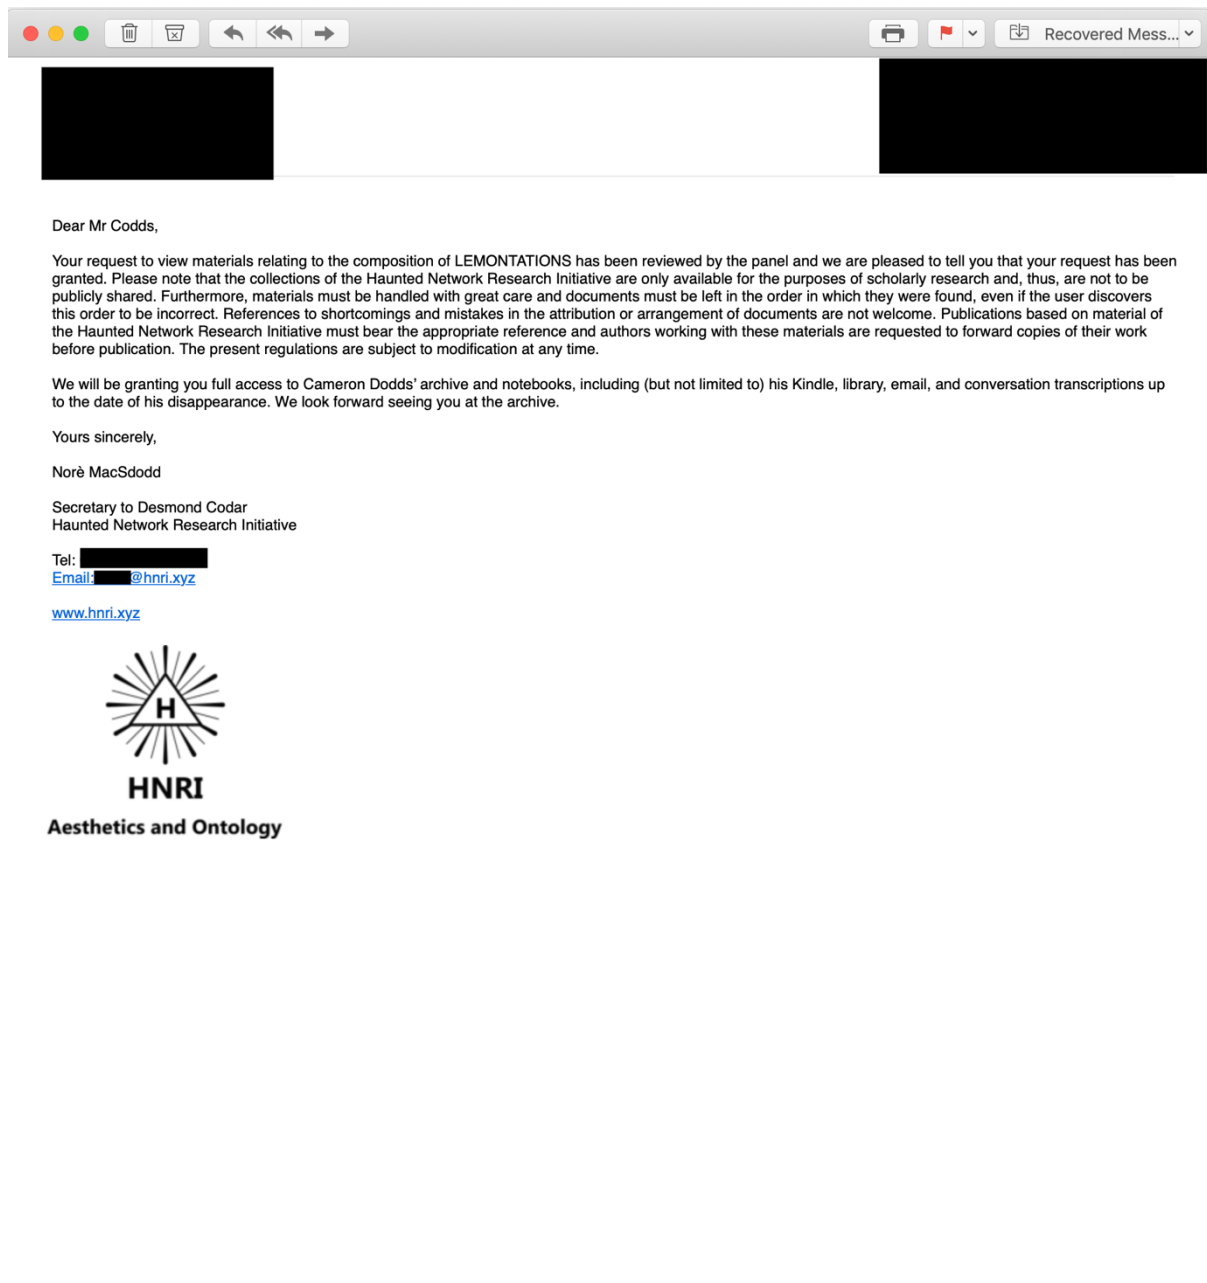 Recovered Mess...
Dear Mr Codds,
Your request to view materials relating to the composition of LEMONTATIONS has been reviewed by the panel and we are pleased to tell you that your request has been
granted. Please note that the collections of the Haunted Network Research Initiative are only available for the purposes of scholarly research and, thus, are not to be
publicly shared. Furthermore, materials must be handled with great care and documents must be left in the order in which they were found, even if the user discovers
this order to be incorrect. References to shortcomings and mistakes in the attribution or arrangement of documents are not welcome. Publications based on material of
the Haunted Network Research Initiative must bear the appropriate reference and authors working with these materials are requested to forward copies of their work
before publication. The present regulations are subject to modification at any time.
We will be granting you full access to Cameron Dodds’ archive and notebooks, including (but not limited to) his Kindle, library, email, and conversation transcriptions up
to the date of his disappearance. We look forward seeing you at the archive.
Yours sincerely,
Norè MacSdodd
Secretary to Desmond Codar
Haunted Network Research Initiative
Tel:
Email: @hnri.xyz
www.hnri.xyz
H
HNRI
Aesthetics and Ontology